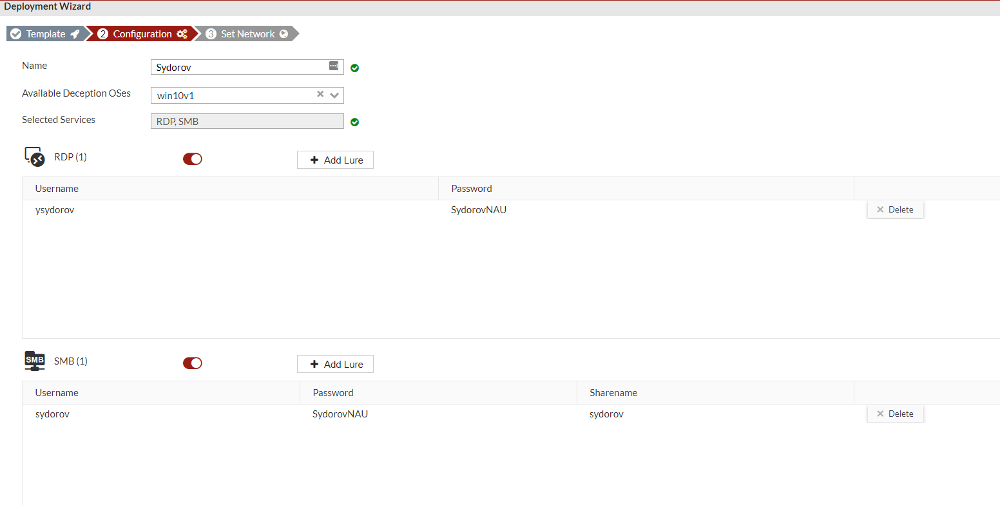 Deployment Wizard
Template 2 Configuration 3 Set Network
Name Sydorov
Available Deception OSes win10v1
Selected Services RDP, SMB
RDP (1) Add Lure
Username Password
ysydorov SydorovNAU Delete
SMB SMB (1) Add Lure
Username Password Sharename
sydorov SydorovNAU sydorov Delete